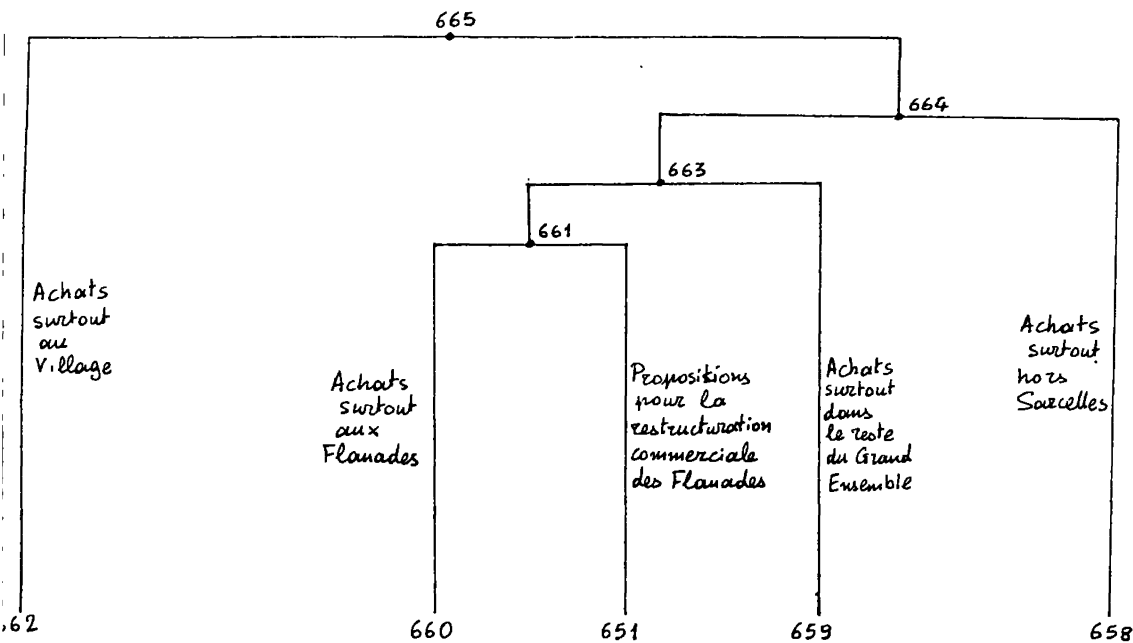 665
664
663
661
Achats
surtout
au
Village
Achats
surtout
aux
Flanades
Propositions
pour la
restructuration
commerciale
des Flanades
Achats
surtout
dans
le reste
du Grand
Ensemble
Achats
surtout
hors
Sarcelles
62
660
651
659
658